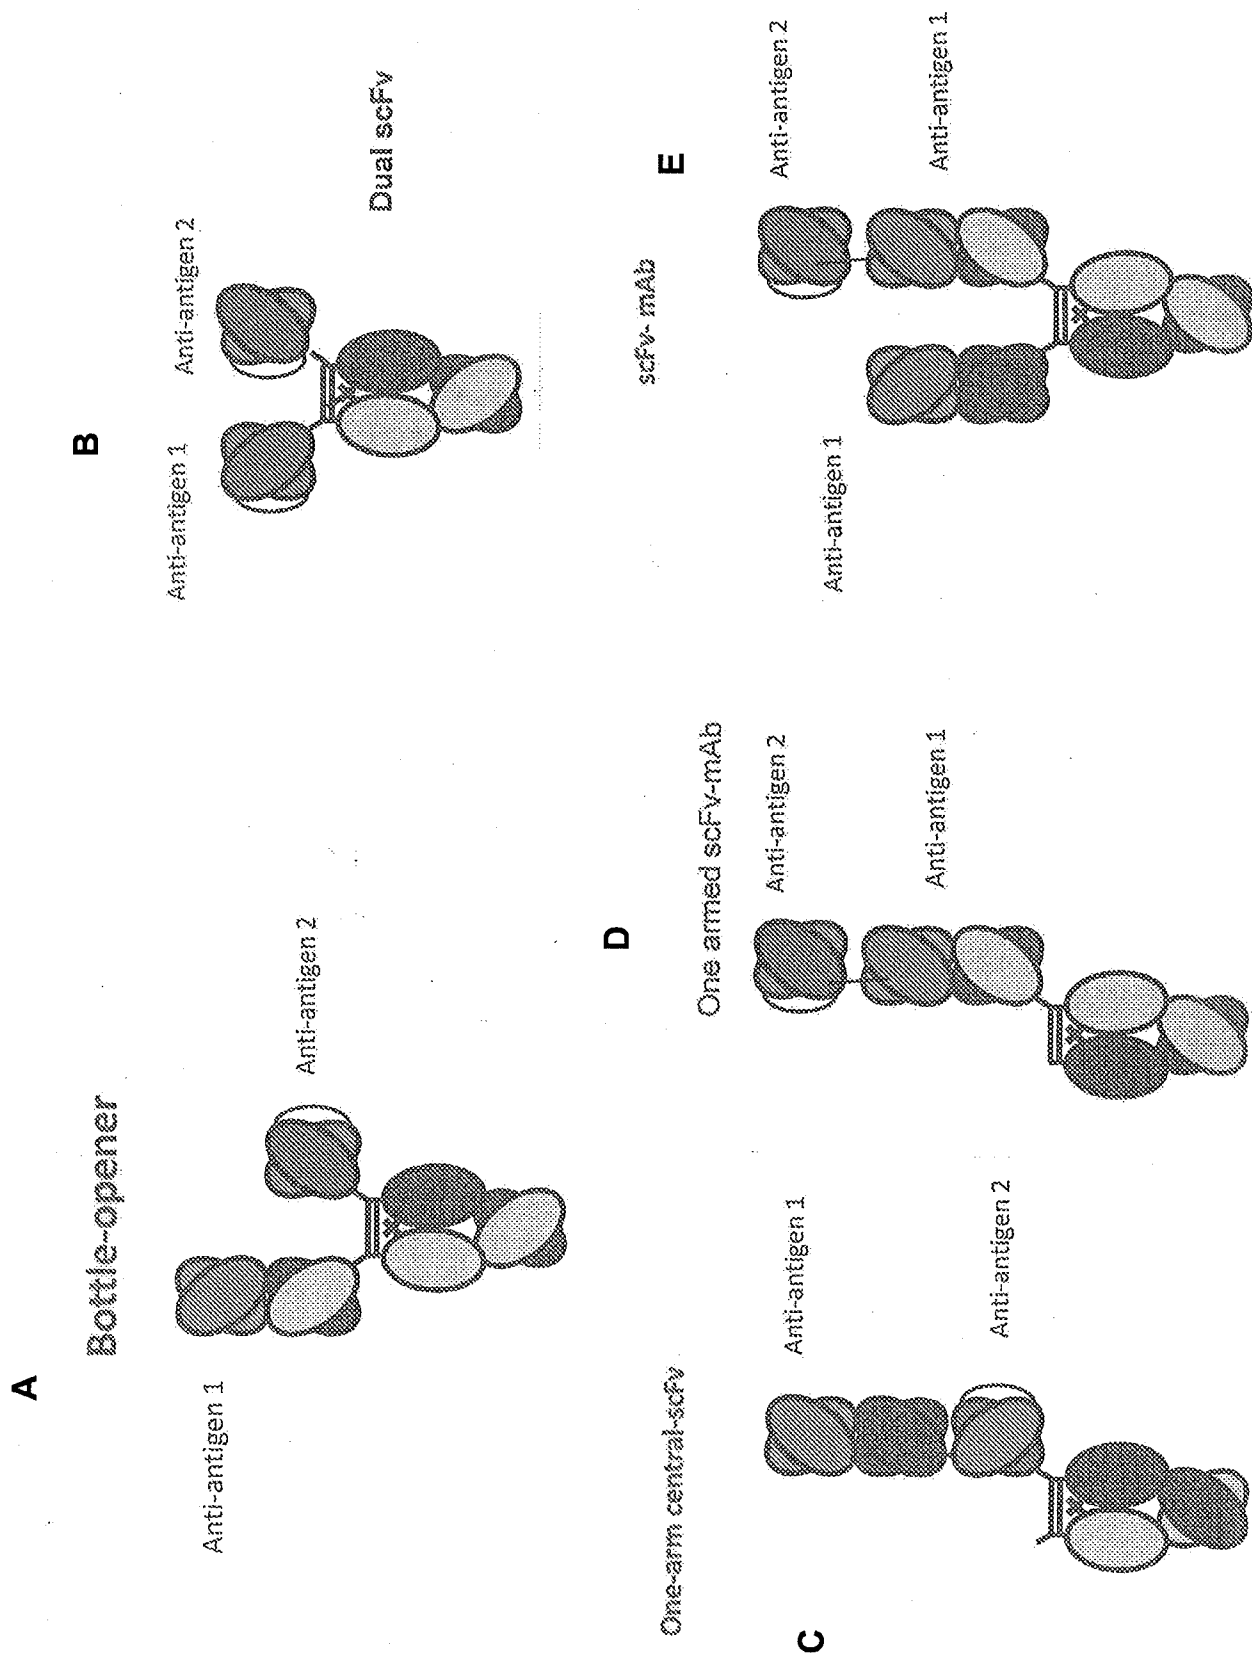 A
Bottle-opener
Anti-antigen 1
Anti-antigen 2
B
Anti-antigen 1
Anti-antigen 2
Dual scFv
C
One-arm central-scFv
Anti-antigen 1
Anti-antigen 2
D
One armed scFv-mAb
Anti-antigen 2
Anti-antigen 1
E
scFv- mAb
Anti-antigen 1
Anti-antigen 2
Anti-antigen 1